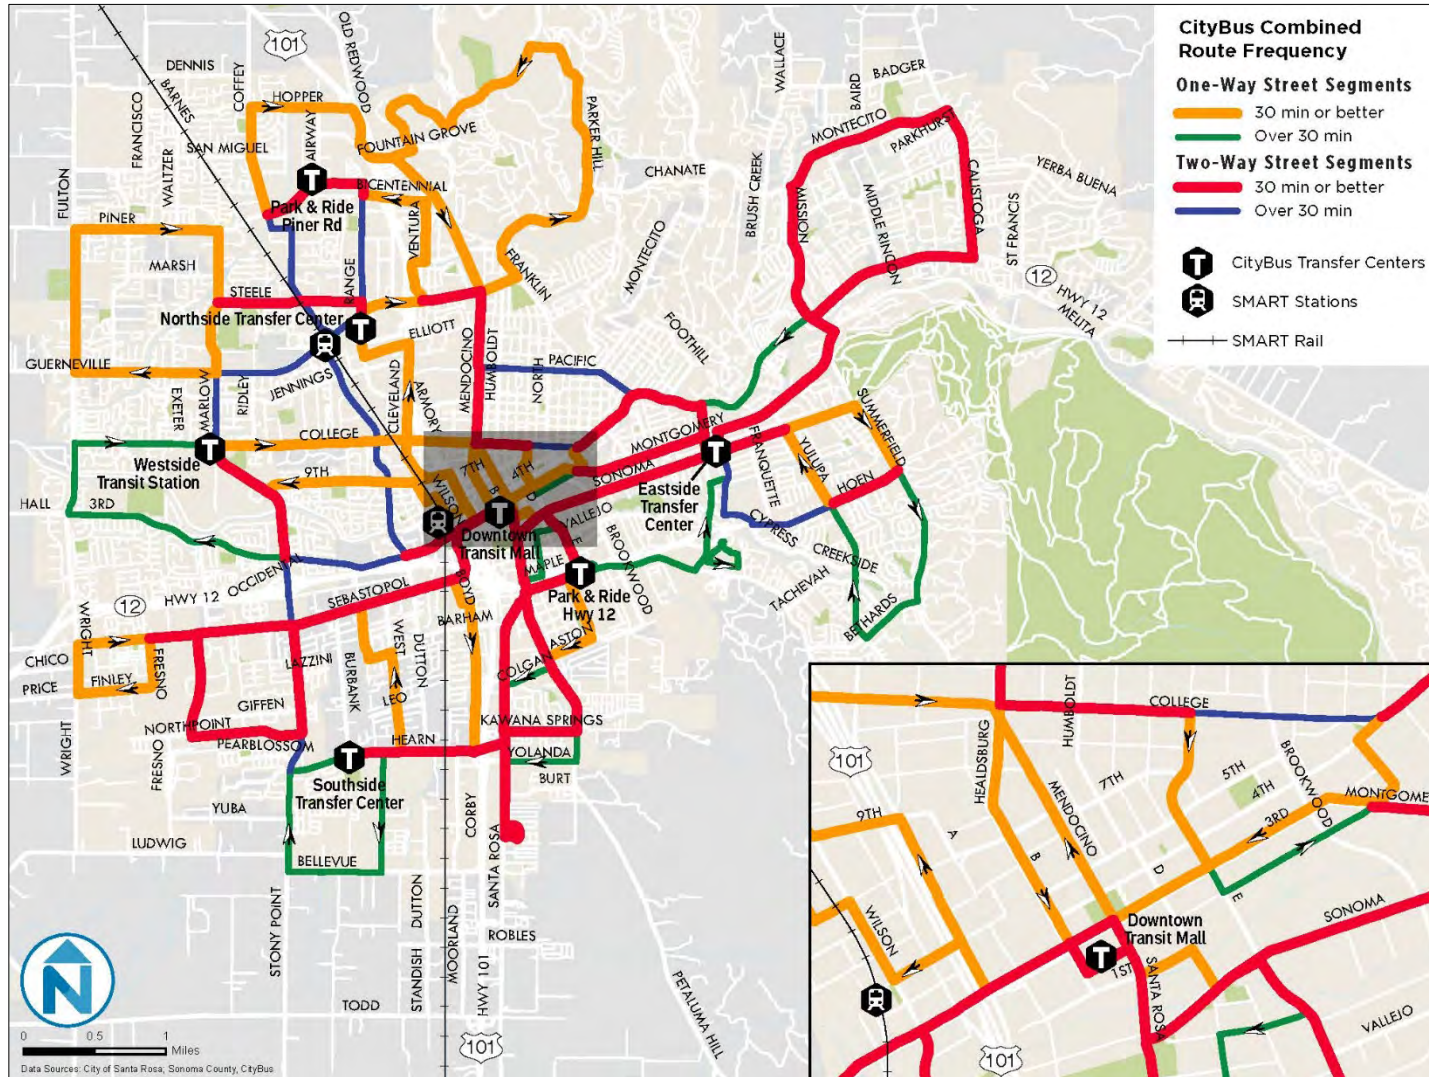 CityBus Combined
Route Frequency
One-Way Street Segments
30 min or better
Over 30 min
Two-Way Street Segments
30 min or better
Over 30 min
T
CityBus Transfer Centers
SMART Stations
SMART Rail
101
OLD REDWOOD
DENNIS
COFFEY
HOPPER
BARNES
FRANCISCO
WALTZER
SAN MIGUEL
AIRWAY
FOUNTAIN GROVE
PARKER HILL
T
BICENTENNIAL
Park & Ride
Piner Rd
FULTON
PINER
MARSH
VENTURA
RANGE
STEELE
FRANKLIN
Northside Transfer Center
T
ELLIOTT
GUERNEVILLE
EXETER
MARLOW
RIDLEY
JENNINGS
CLEVELAND
ARMORY
MENDOCINO
HUMBOLDT
NORTH
PACIFIC
CHANATE
MONTECITO
FOOTHILL
BRUSH CREEK
WALLACE
BAIRD
BADGER
MONTECITO
PARKHURST
MISSION
MIDDLE RINCON
CALISTOGA
ST FRANCIS
YERBA BUENA
12
HWY 12
MELITA
COLLEGE
T
Westside
Transit Station
9TH
7TH
4TH
B
D
WILSON
HALL
3RD
T
Downtown
Transit Mall
MONTGOMERY
SONOMA
T
Eastside
Transfer
Center
FRANQUETTE
YULUPA
SUMMERFIELD
HOEN
CYPRESS
CREEKSIDE
TACHEVAH
BETHARDS
VALLEJO
E
BROOKWOOD
MAPLE
T
Park & Ride
Hwy 12
OCCIDENTAL
HWY 12
12
SEBASTOPOL
BOYD
BARHAM
WRIGHT
CHICO
PRICE
FINLEY
FRESNO
LAZZINI
BURBANK
WEST
DUTTON
LEO
ASTON
COLGAN
GIFFEN
NORTHPOINT
PEARBLOSSOM
HEARN
KAWANA SPRINGS
YOLANDA
BURT
WRIGHT
FRESNO
T
Southside
Transfer Center
YUBA
LUDWIG
BELLEVUE
CORBY
SANTA ROSA
STONY POINT
STANDISH
DUTTON
MOORLAND
HWY 101
ROBLES
TODD
101
PETALUMA HILL
N
0
0.5
1
Miles
Data Sources: City of Santa Rosa; Sonoma County, CityBus
HUMBOLDT
COLLEGE
101
HEALDSBURG
7TH
5TH
4TH
BROOKWOOD
MONTGOME
9TH
A
MENDOCINO
3RD
B
D
E
WILSON
SONOMA
Downtown
Transit Mall
T
1ST
SANTA ROSA
VALLEJO
101